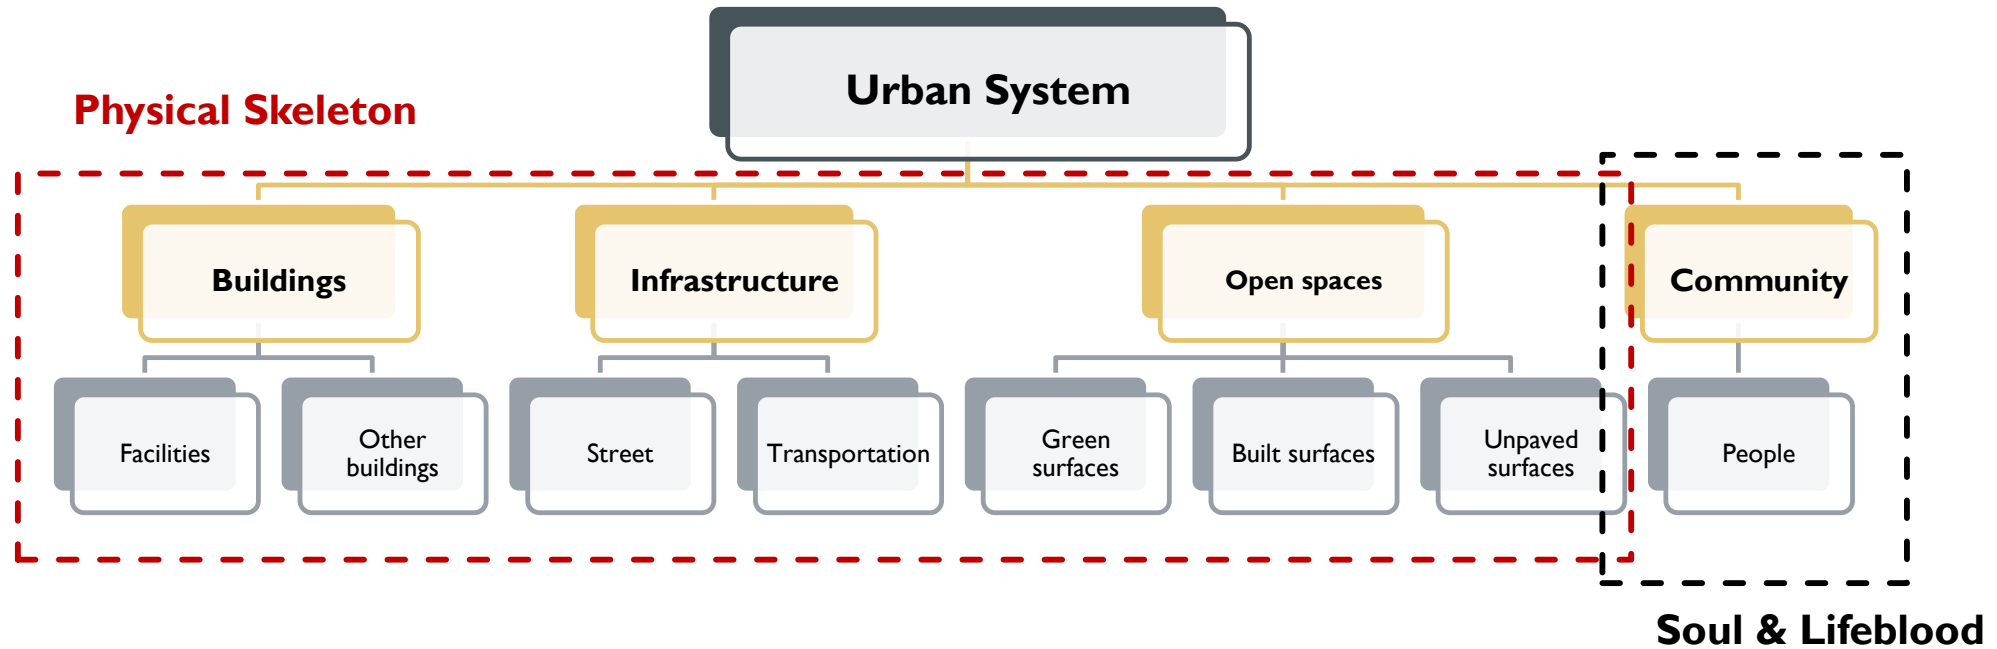 Urban System
Physical Skeleton
Buildings
Infrastructure
Open spaces
Community
Facilities
Other
buildings
Street
Transportation
Green
surfaces
Built surfaces
Unpaved
surfaces
People
Soul & Lifeblood